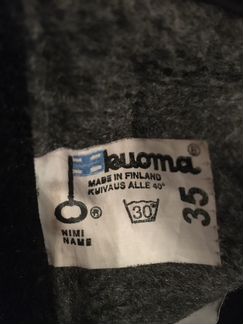 kuoma®
MADE IN FINLAND
KUIVAUS ALLE 40°
®
30°
35
NIMI
NAME